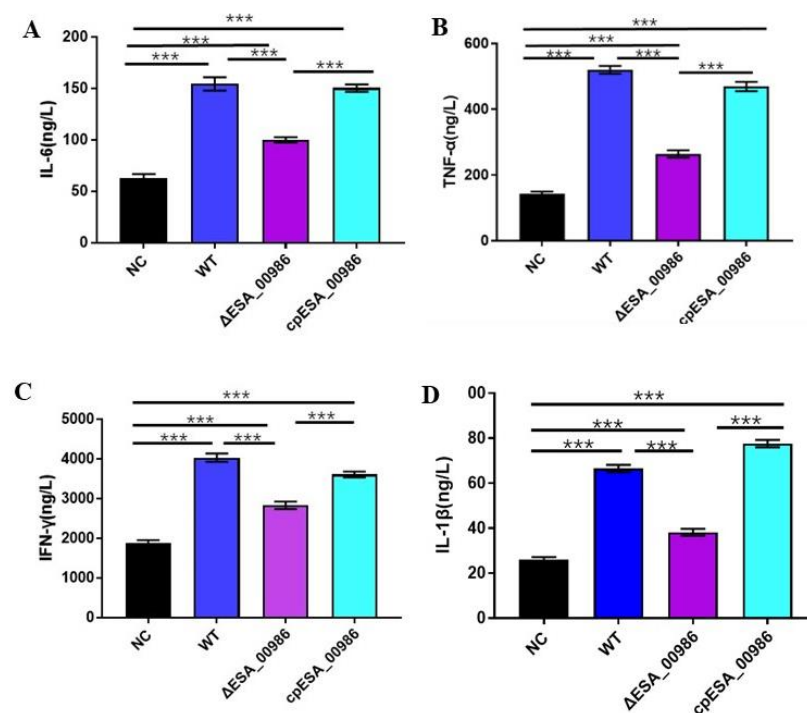 A
***
***
*** ***
***
IL-6(ng/L)
200
150
100
50
0
NC
WT
ΔESA_00986
cpESA_00986
B
***
***
*** ***
***
TNF-α(ng/L)
600
400
200
0
NC
WT
ΔESA_00986
cpESA_00986
C
***
***
***
*** ***
IFN-γ(ng/L)
5000
4000
3000
2000
1000
0
NC
WT
ΔESA_00986
cpESA_00986
D
***
***
***
*** ***
IL-1β(ng/L)
00
80
60
40
20
0
NC
WT
ΔESA_00986
cpESA_00986